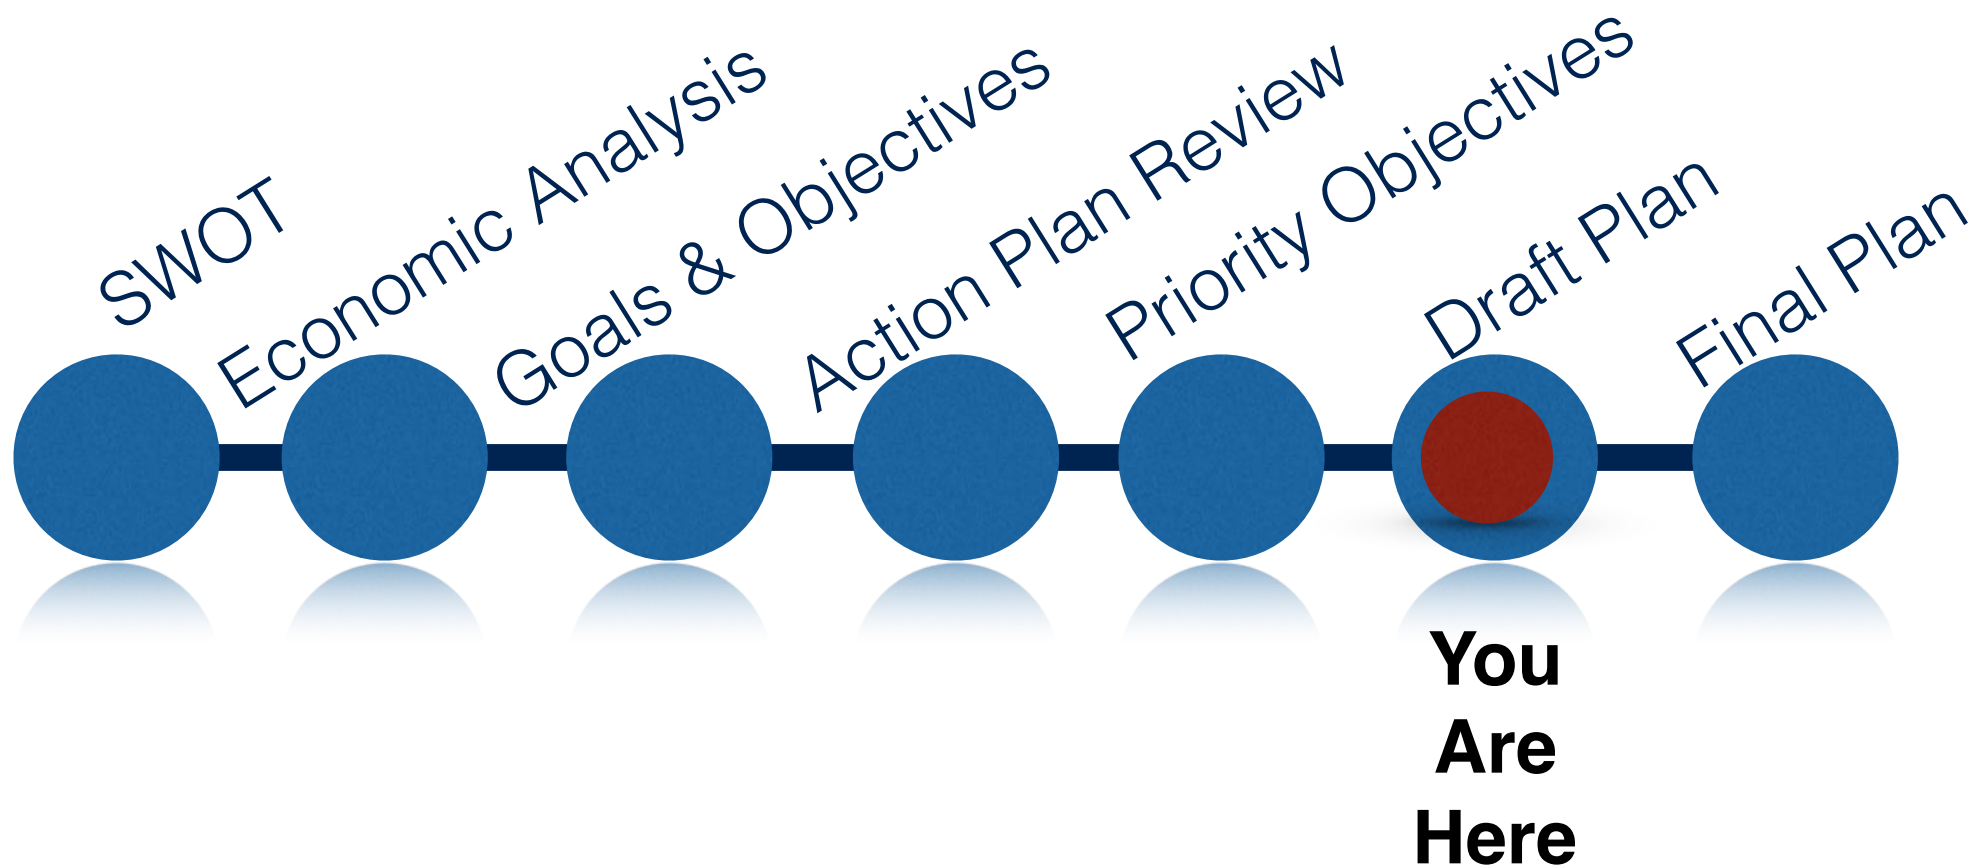 SWOT
Economic Analysis
Goals & Objectives
Action Plan Review
Priority Objectives
Draft Plan
Final Plan
You
Are
Here